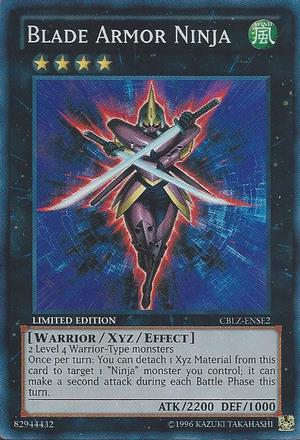 BLADE ARMOR NINJA
WIND
風
LIMITED EDITION
CBLZ-ENSE2
[WARRIOR / XYZ / EFFECT]
2 Level 4 Warrior-Type monsters
Once per turn: You can detach 1 Xyz Material from this
card to target 1 "Ninja" monster you control; it can
make a second attack during each Battle Phase this
turn.
ATK/2200 DEF/1000
82944432
©1996 KAZUKI TAKAHASHI